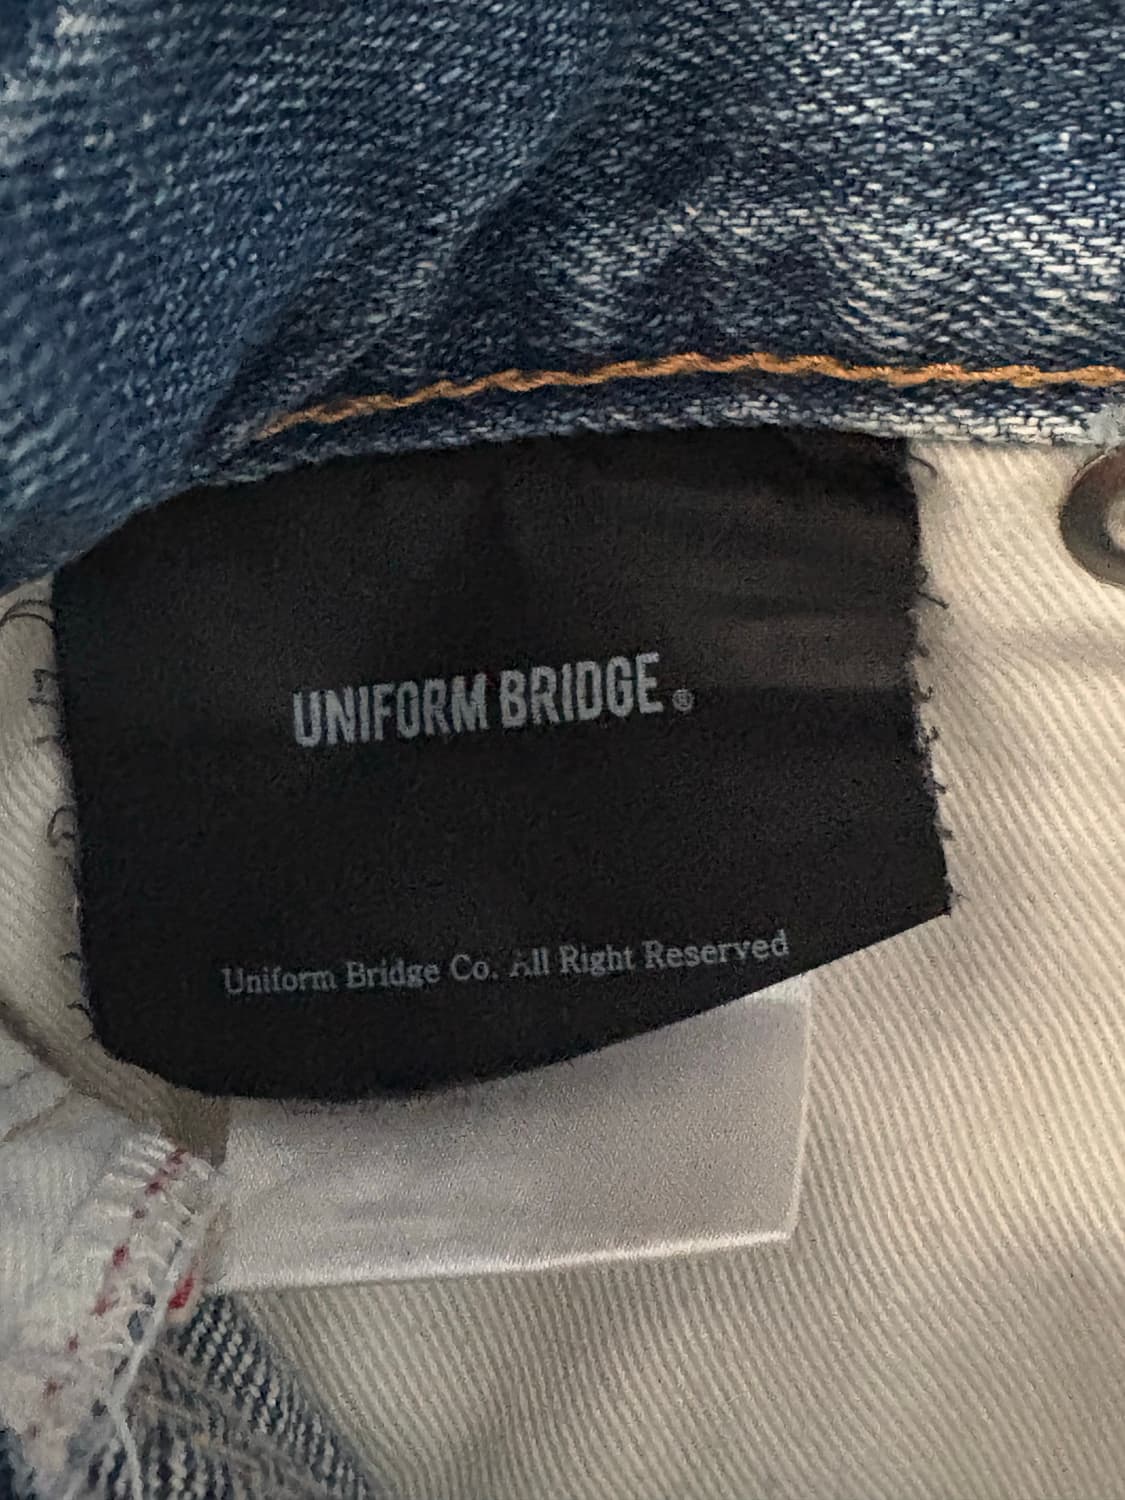 UNIFORM BRIDGE®
Uniform Bridge Co. All Right Reserved